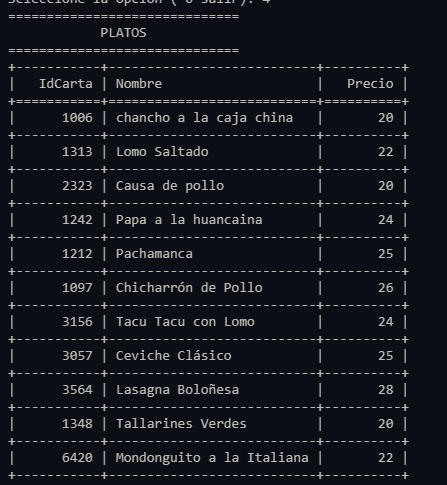 Seleccione la opcion ( 0 salir): 4
==============================
PLATOS
==============================
+-----------+---------------------------+----------+
| IdCarta | Nombre | Precio |
+===========+===========================+==========+
| 1006 | chancho a la caja china | 20 |
+-----------+---------------------------+----------+
| 1313 | Lomo Saltado | 22 |
+-----------+---------------------------+----------+
| 2323 | Causa de pollo | 20 |
+-----------+---------------------------+----------+
| 1242 | Papa a la huancaina | 24 |
+-----------+---------------------------+----------+
| 1212 | Pachamanca | 25 |
+-----------+---------------------------+----------+
| 1097 | Chicharrón de Pollo | 26 |
+-----------+---------------------------+----------+
| 3156 | Tacu Tacu con Lomo | 24 |
+-----------+---------------------------+----------+
| 3057 | Ceviche Clásico | 25 |
+-----------+---------------------------+----------+
| 3564 | Lasagna Boloñesa | 28 |
+-----------+---------------------------+----------+
| 1348 | Tallarines Verdes | 20 |
+-----------+---------------------------+----------+
| 6420 | Mondonguito a la Italiana | 22 |
+-----------+---------------------------+----------+